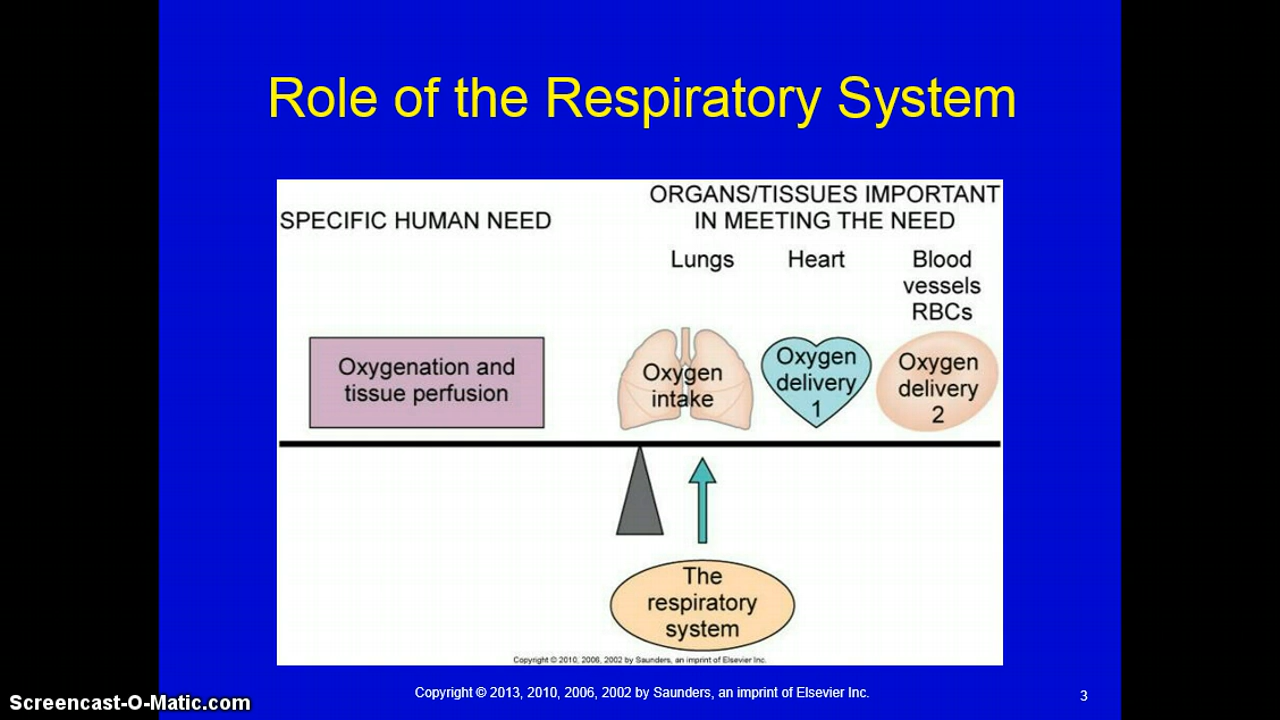 Role of the Respiratory System
SPECIFIC HUMAN NEED
ORGANS/TISSUES IMPORTANT
IN MEETING THE NEED
Lungs
Heart
Blood
vessels
RBCs
Oxygenation and
tissue perfusion
Oxygen
intake
Oxygen
delivery
1
Oxygen
delivery
2
The
respiratory
system
Copyright © 2010, 2006, 2002 by Saunders, an imprint of Elsevier Inc.
Copyright © 2013, 2010, 2006, 2002 by Saunders, an imprint of Elsevier Inc.
3
Screencast-O-Matic.com